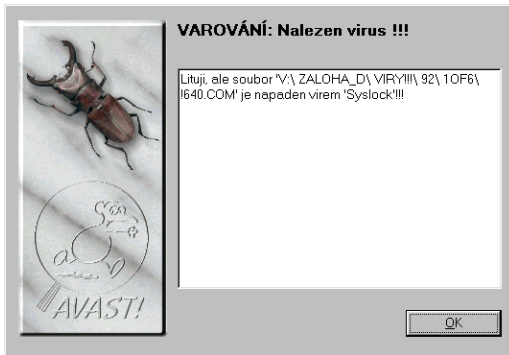 VAROVÁNÍ: Nalezen virus !!!
Lituji, ale soubor 'V:\ ZALOHA_D\ VIRY!!!\ 92\ 1OF6\
!640.COM' je napaden virem 'Syslock'!!!
AVAST!
OK